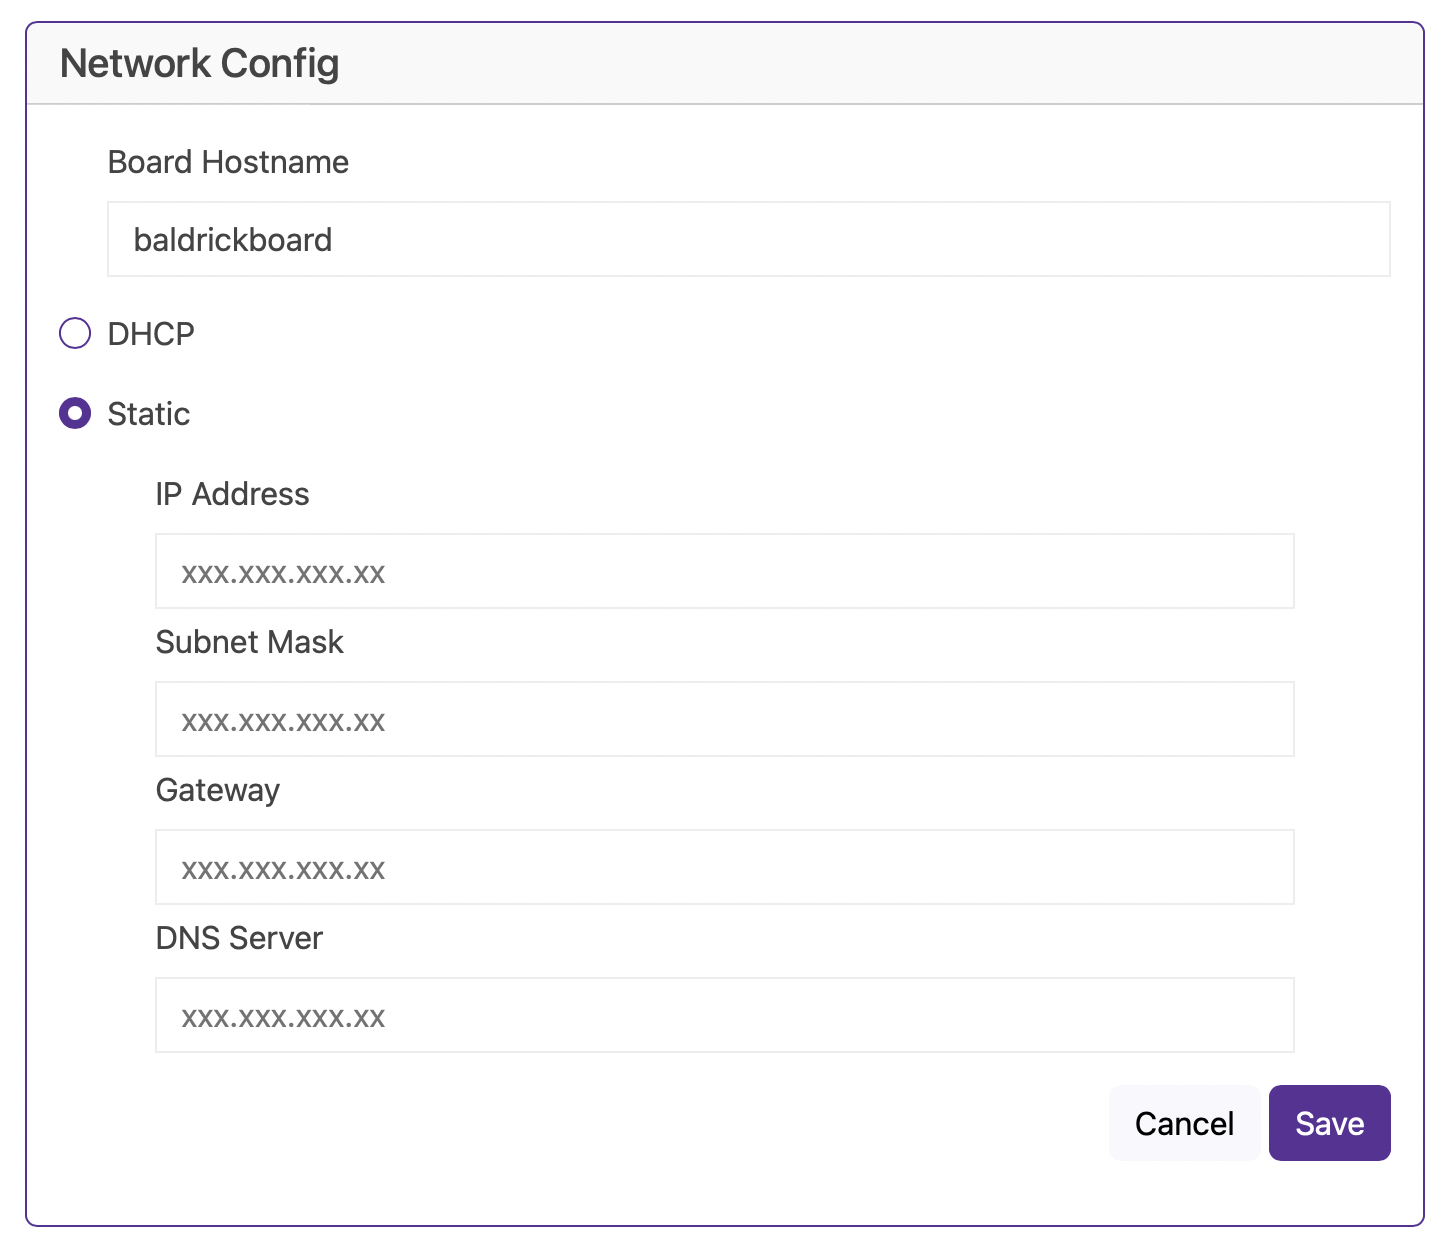 Network Config
Board Hostname
baldrickboard
DHCP
Static
IP Address
xxx.xxx.xxx.xx
Subnet Mask
xxx.xxx.xxx.xx
Gateway
xxx.xxx.xxx.xx
DNS Server
xxx.xxx.xxx.xx
Cancel Save